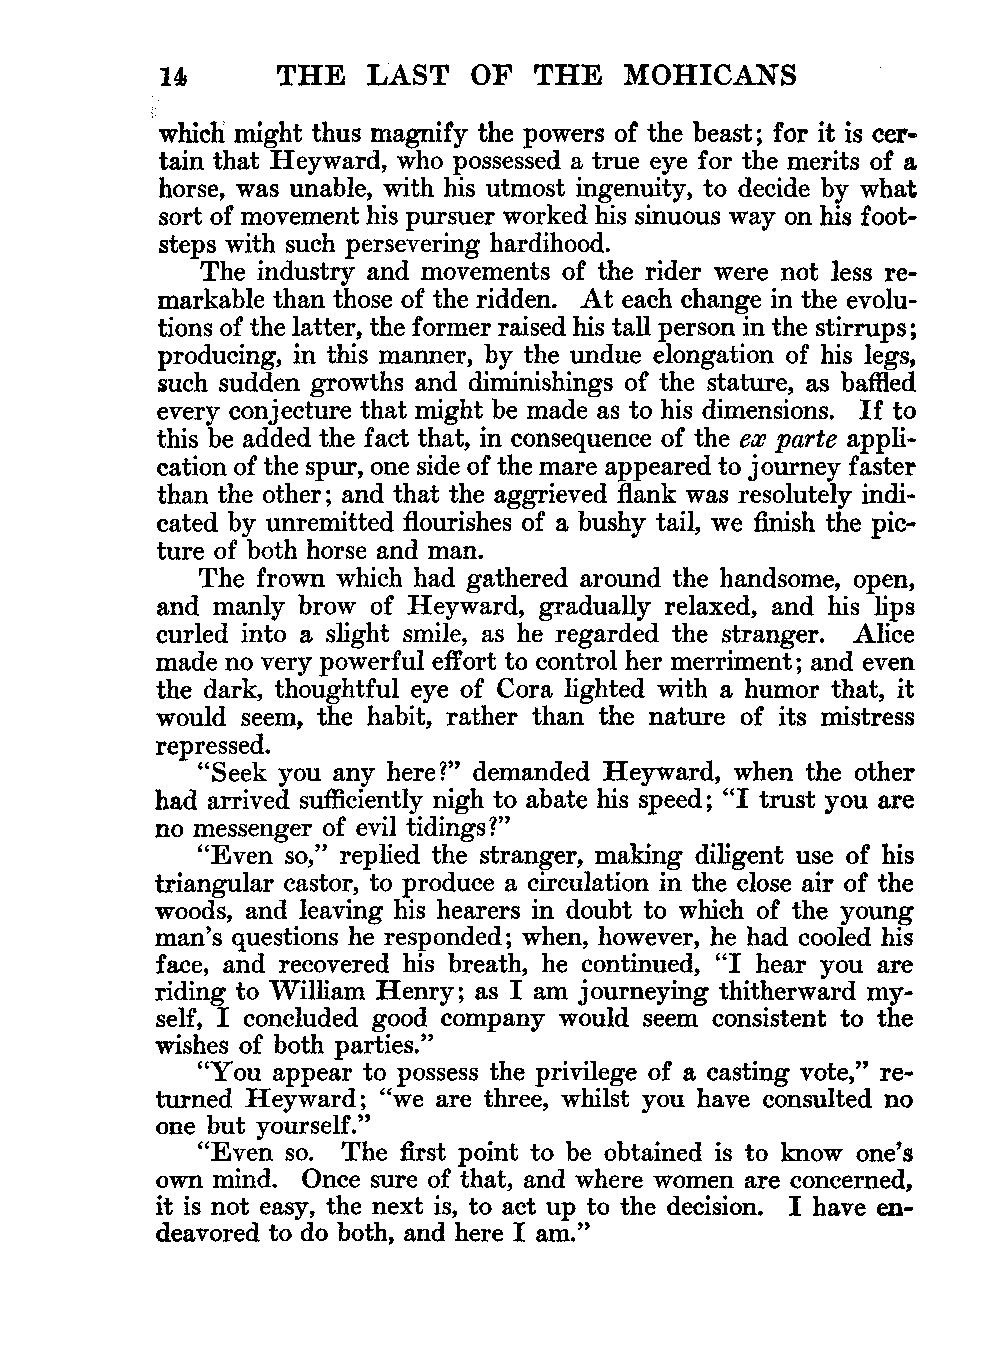 14 THE LAST OF THE MOHICANS
which might thus magnify the powers of the beast; for it is cer-
tain that Heyward, who possessed a true eye for the merits of a
horse, was unable, with his utmost ingenuity, to decide by what
sort of movement his pursuer worked his sinuous way on his foot-
steps with such persevering hardihood.
The industry and movements of the rider were not less re-
markable than those of the ridden. At each change in the evolu-
tions of the latter, the former raised his tall person in the stirrups;
producing, in this manner, by the undue elongation of his legs,
such sudden growths and diminishings of the stature, as baffled
every conjecture that might be made as to his dimensions. If to
this be added the fact that, in consequence of the ex parte appli-
cation of the spur, one side of the mare appeared to journey faster
than the other; and that the aggrieved flank was resolutely indi-
cated by unremitted flourishes of a bushy tail, we finish the pic-
ture of both horse and man.
The frown which had gathered around the handsome, open,
and manly brow of Heyward, gradually relaxed, and his lips
curled into a slight smile, as he regarded the stranger. Alice
made no very powerful effort to control her merriment; and even
the dark, thoughtful eye of Cora lighted with a humor that, it
would seem, the habit, rather than the nature of its mistress
repressed.
“Seek you any here?” demanded Heyward, when the other
had arrived sufficiently nigh to abate his speed; “I trust you are
no messenger of evil tidings?”
“Even so,” replied the stranger, making diligent use of his
triangular castor, to produce a circulation in the close air of the
woods, and leaving his hearers in doubt to which of the young
man’s questions he responded; when, however, he had cooled his
face, and recovered his breath, he continued, “I hear you are
riding to William Henry; as I am journeying thitherward my-
self, I concluded good company would seem consistent to the
wishes of both parties.”
“You appear to possess the privilege of a casting vote,” re-
turned Heyward; “we are three, whilst you have consulted no
one but yourself.”
“Even so. The first point to be obtained is to know one’s
own mind. Once sure of that, and where women are concerned,
it is not easy, the next is, to act up to the decision. I have en-
deavored to do both, and here I am.”